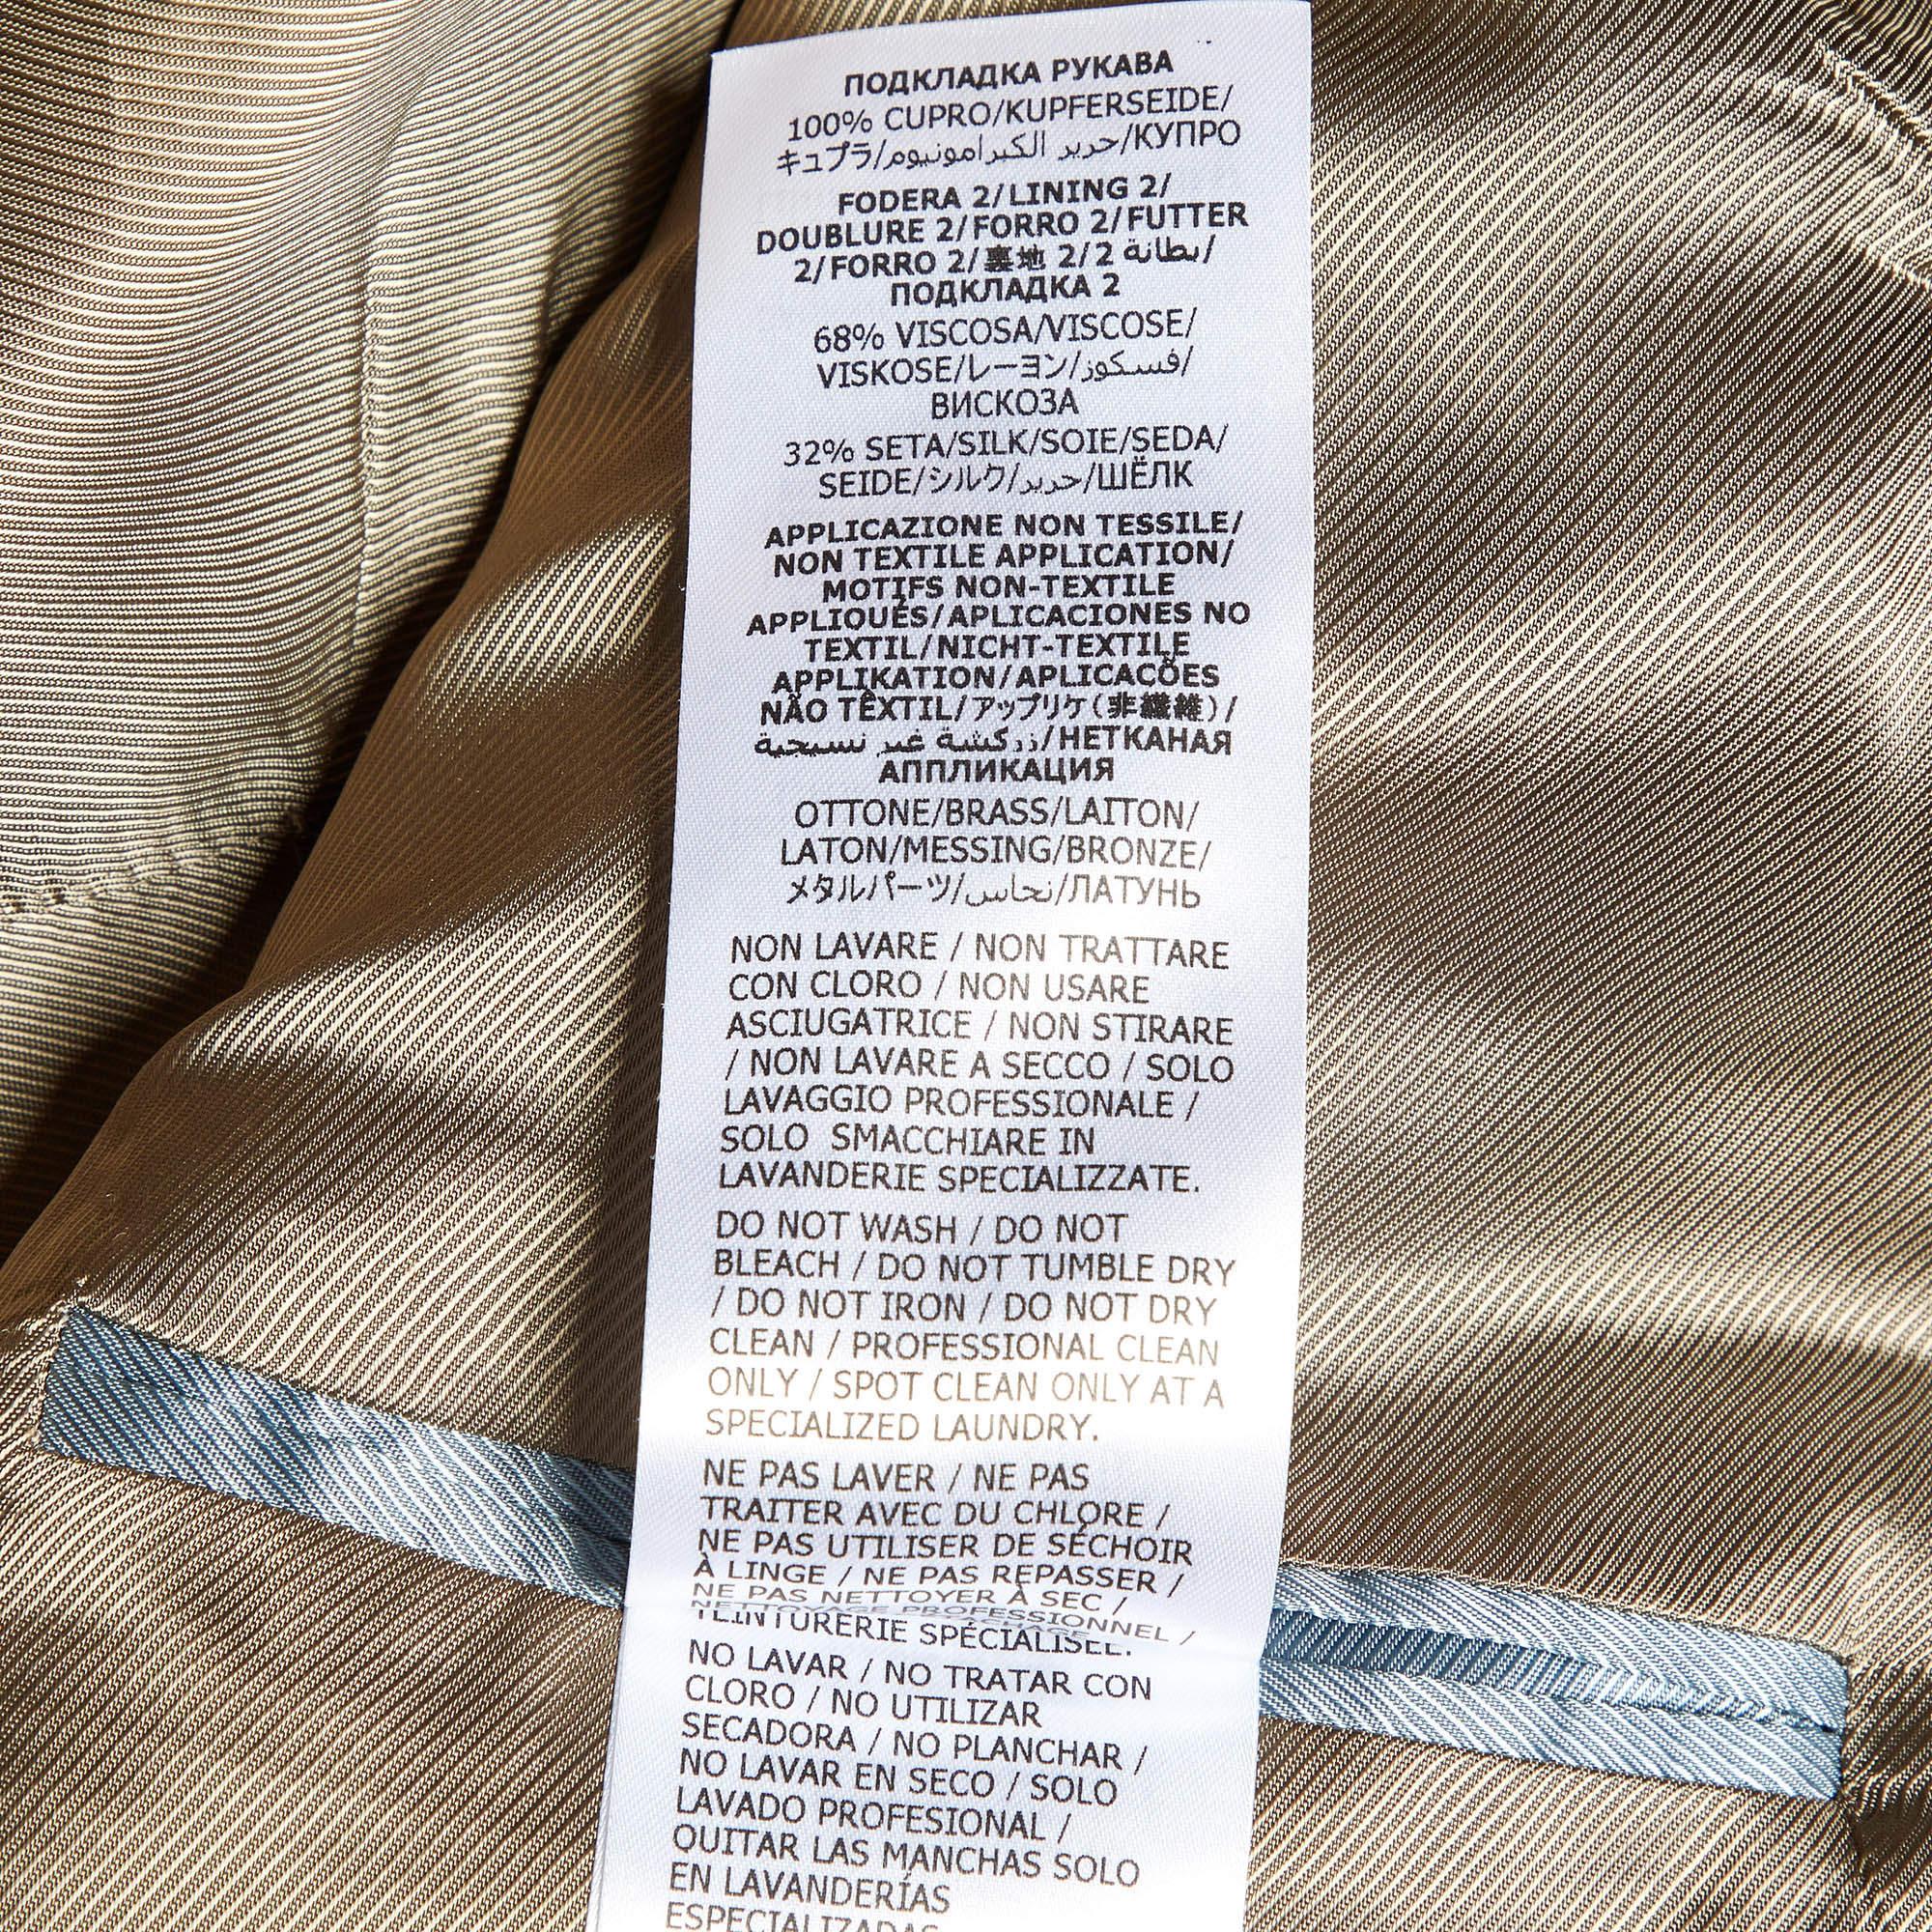 ПОДКЛАДКА РУКАВА
100% CUPRO/KUPFERSEIDE/
キュプラ/حرير الكبرامونيوم/КУПРО
FODERA 2/LINING 2/
DOUBLURE 2/FORRO 2/FUTTER
2/FORRO 2/裏地 2/2 بطانة/
ПОДКЛАДКА 2
68% VISCOSA/VISCOSE/
VISKOSE/レーヨン/فسكوز/
ВИСКОЗА
32% SETA/SILK/SOIE/SEDA/
SEIDE/シルク/حرير/ШЁЛК
APPLICAZIONE NON TESSILE/
NON TEXTILE APPLICATION/
MOTIFS NON-TEXTILE
APPLIQUÉS/APLICACIONES NO
TEXTIL/NICHT-TEXTILE
APPLIKATION/APLICACÕES
NÃO TÊXTIL/アップリケ(非繊維)/
زركشة غير نسيجية/НЕТКАНАЯ
АППЛИКАЦИЯ
OTTONE/BRASS/LAITON/
LATON/MESSING/BRONZE/
メタルパーツ/نحاس/ЛАТУНЬ
NON LAVARE / NON TRATTARE
CON CLORO / NON USARE
ASCIUGATRICE / NON STIRARE
/ NON LAVARE A SECCO / SOLO
LAVAGGIO PROFESSIONALE /
SOLO SMACCHIARE IN
LAVANDERIE SPECIALIZZATE.
DO NOT WASH / DO NOT
BLEACH / DO NOT TUMBLE DRY
/ DO NOT IRON / DO NOT DRY
CLEAN / PROFESSIONAL CLEAN
ONLY / SPOT CLEAN ONLY AT A
SPECIALIZED LAUNDRY.
NE PAS LAVER / NE PAS
TRAITER AVEC DU CHLORE /
NE PAS UTILISER DE SÉCHOIR
À LINGE / NE PAS REPASSER /
NE PAS NETTOYER À SEC /
NETTOYAGE PROFESSIONNEL /
TEINTURERIE SPÉCIALISÉE.
NO LAVAR / NO TRATAR CON
CLORO / NO UTILIZAR
SECADORA / NO PLANCHAR /
NO LAVAR EN SECO / SOLO
LAVADO PROFESIONAL /
QUITAR LAS MANCHAS SOLO
EN LAVANDERÍAS
ESPECIALIZADAS